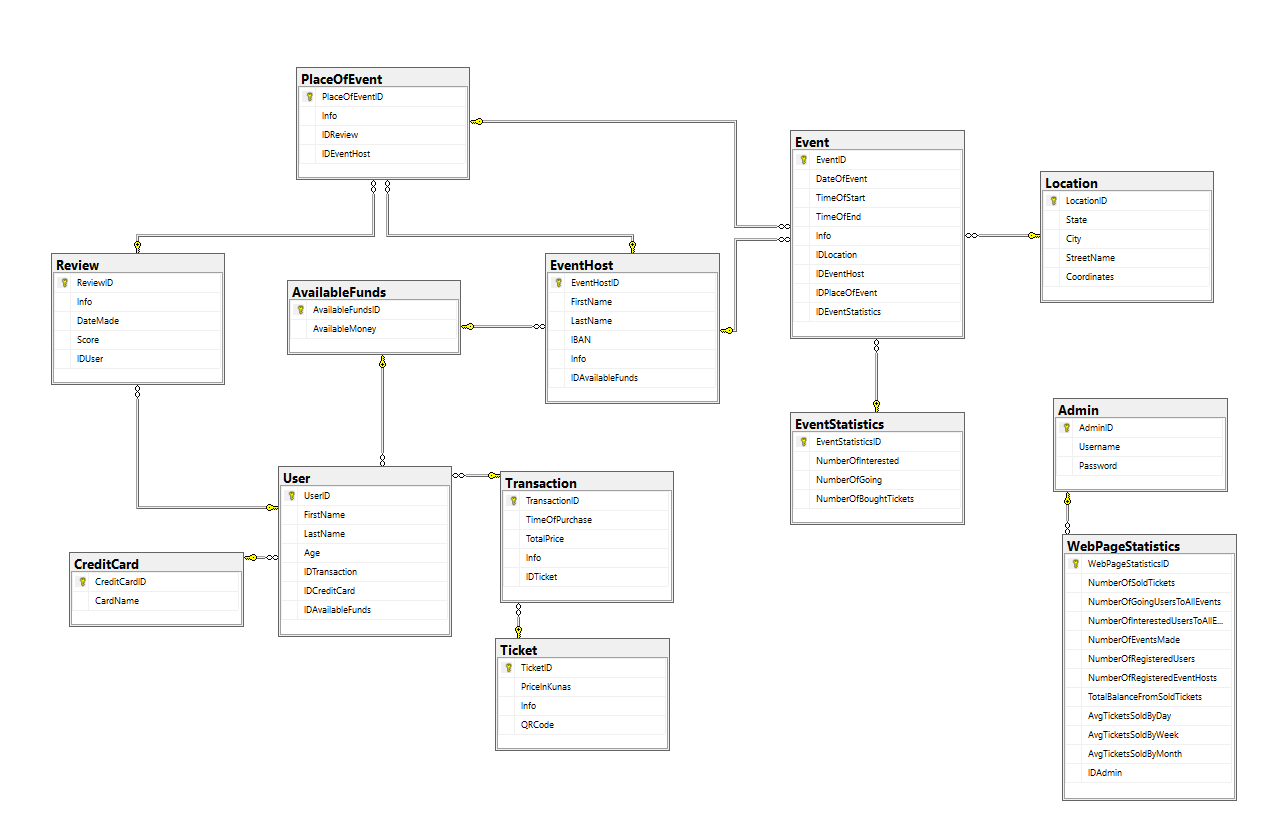 PlaceOfEvent
PlaceOfEventID
Info
IDReview
IDEventHost
Event
EventID
DateOfEvent
TimeOfStart
TimeOfEnd
Info
IDLocation
IDEventHost
IDPlaceOfEvent
IDEventStatistics
Location
LocationID
State
City
StreetName
Coordinates
Review
ReviewID
Info
DateMade
Score
IDUser
AvailableFunds
AvailableFundsID
AvailableMoney
EventHost
EventHostID
FirstName
LastName
IBAN
Info
IDAvailableFunds
EventStatistics
EventStatisticsID
NumberOfInterested
NumberOfGoing
NumberOfBoughtTickets
Admin
AdminID
Username
Password
User
UserID
FirstName
LastName
Age
IDTransaction
IDCreditCard
IDAvailableFunds
Transaction
TransactionID
TimeOfPurchase
TotalPrice
Info
IDTicket
CreditCard
CreditCardID
CardName
Ticket
TicketID
PriceInKunas
Info
QRCode
WebPageStatistics
WebPageStatisticsID
NumberOfSoldTickets
NumberOfGoingUsersToAllEvents
NumberOfInterestedUsersToAllE...
NumberOfEventsMade
NumberOfRegisteredUsers
NumberOfRegisteredEventHosts
TotalBalanceFromSoldTickets
AvgTicketsSoldByDay
AvgTicketsSoldByWeek
AvgTicketsSoldByMonth
IDAdmin